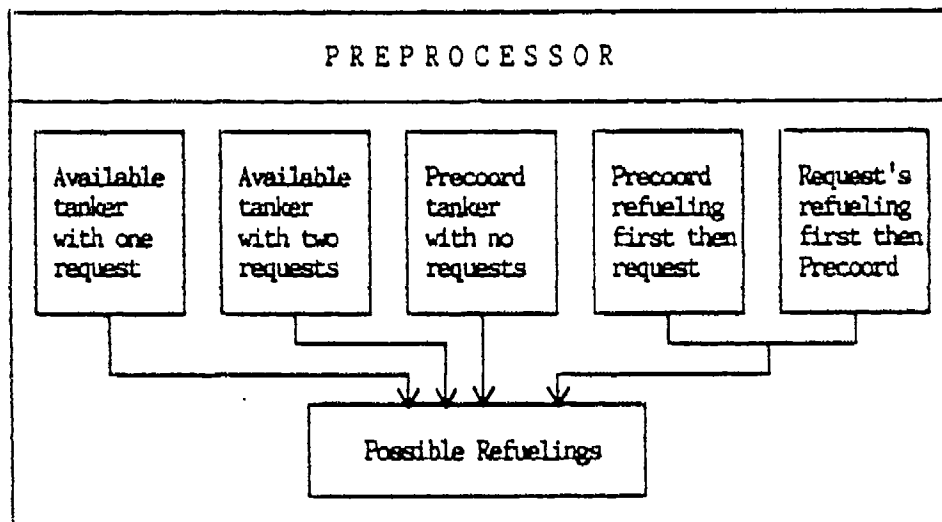 PREPROCESSOR
Available
tanker
with one
request
Available
tanker
with two
requests
Precoord
tanker
with no
requests
Precoord
refueling
first then
request
Request's
refueling
first then
Precoord
Possible Refuelings